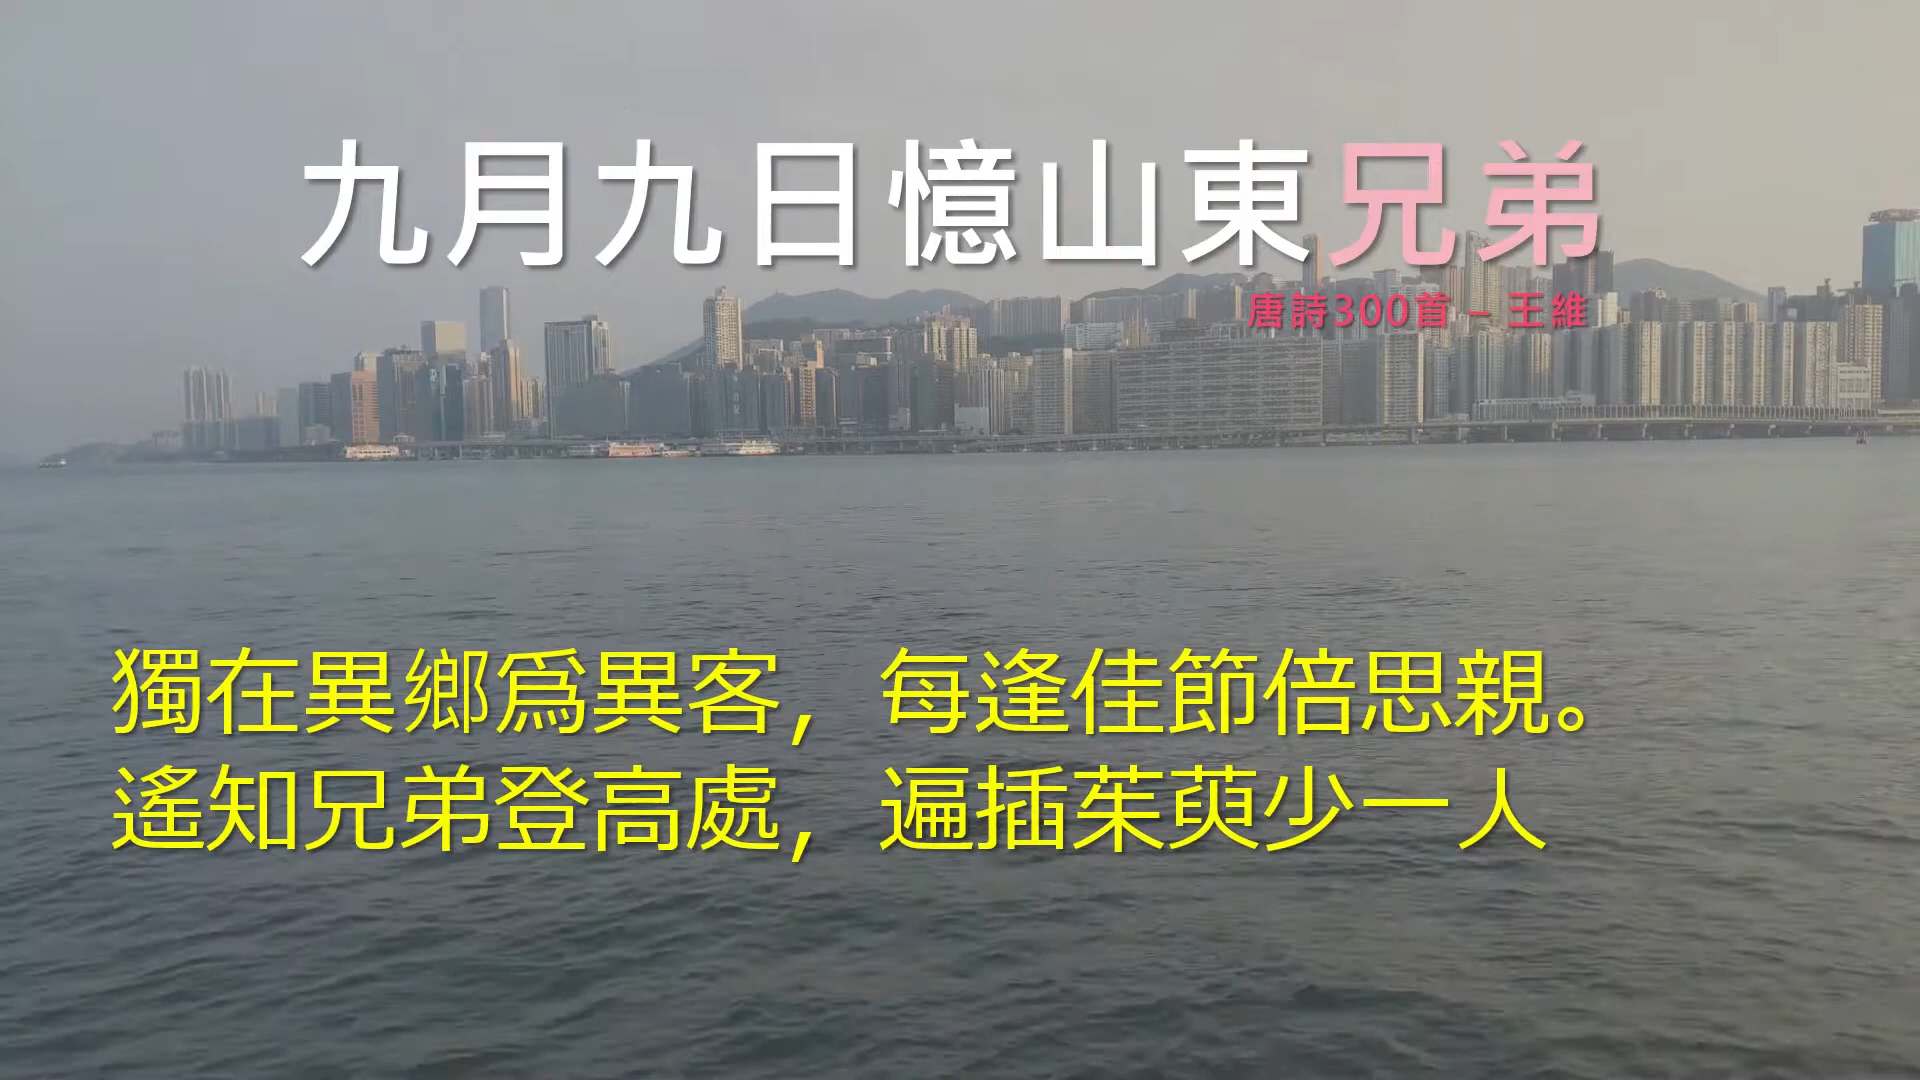 九月九日憶山東兄弟
唐詩300首 – 王維
獨在異鄉爲異客，每逢佳節倍思親。
遙知兄弟登高處，遍插茱萸少一人